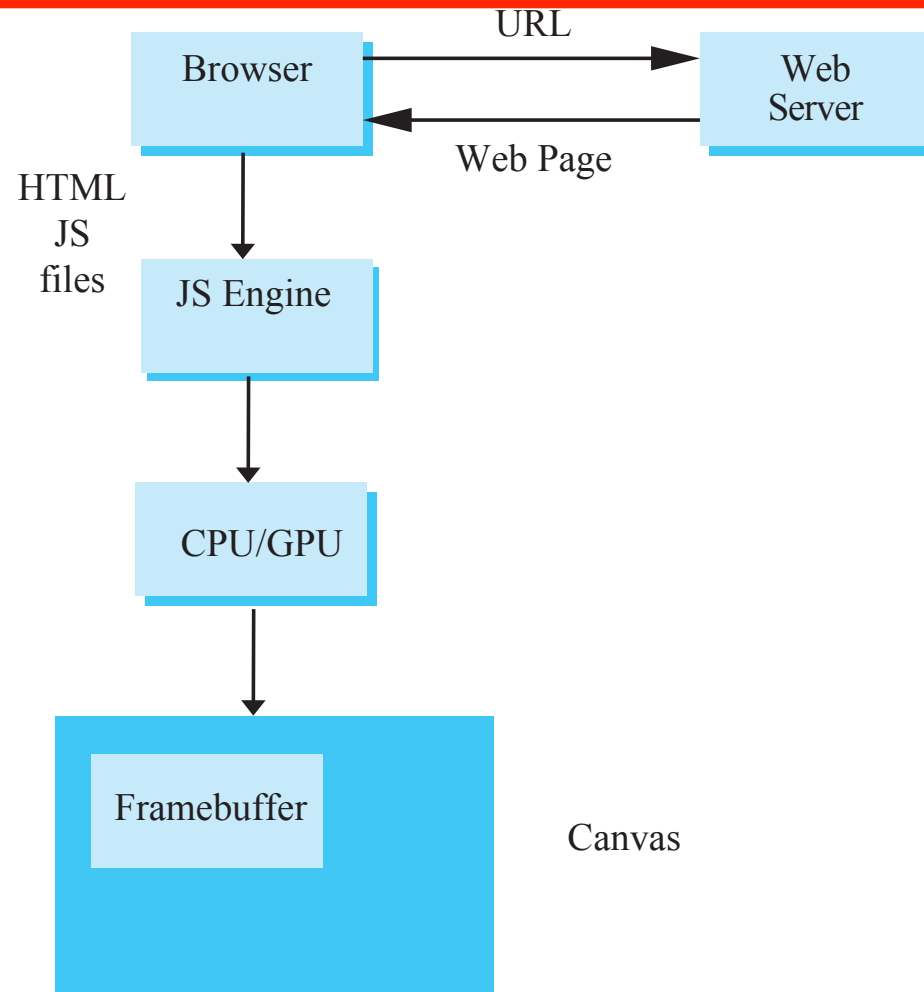 URL
Browser
Web
Server
Web Page
HTML
JS
files
JS Engine
CPU/GPU
Framebuffer
Canvas